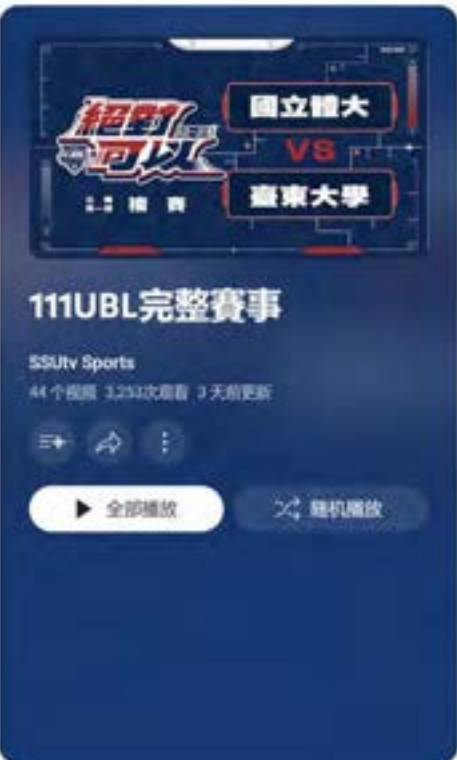 絕對
可以
國立體大
VS
臺東大學
複賽
111UBL完整賽事
SSUtv Sports
44 个视频 3,253次观看 3 天前更新
全部播放
随机播放